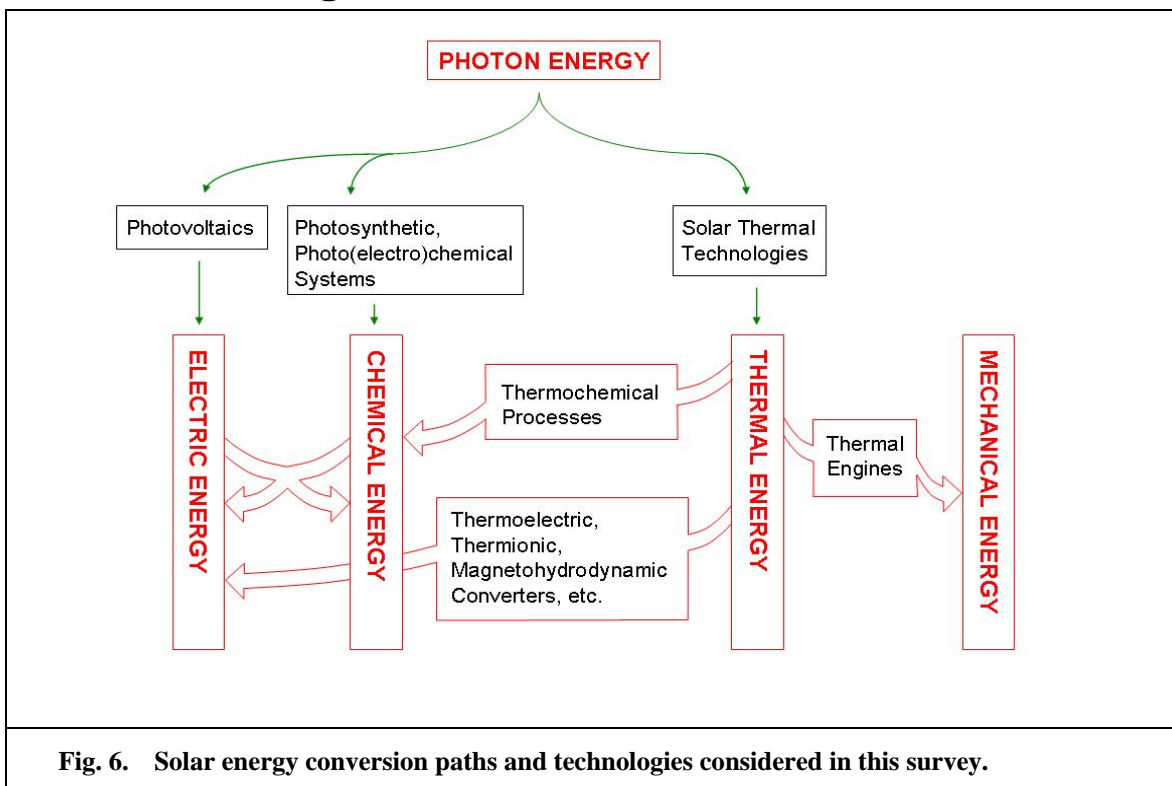 PHOTON ENERGY
Photovoltaics
Photosynthetic,
Photo(electro)chemical
Systems
Solar Thermal
Technologies
ELECTRIC ENERGY
CHEMICAL ENERGY
Thermochemical
Processes
THERMAL ENERGY
Thermal
Engines
MECHANICAL ENERGY
Thermoelectric,
Thermionic,
Magnetohydrodynamic
Converters, etc.
Fig. 6. Solar energy conversion paths and technologies considered in this survey.